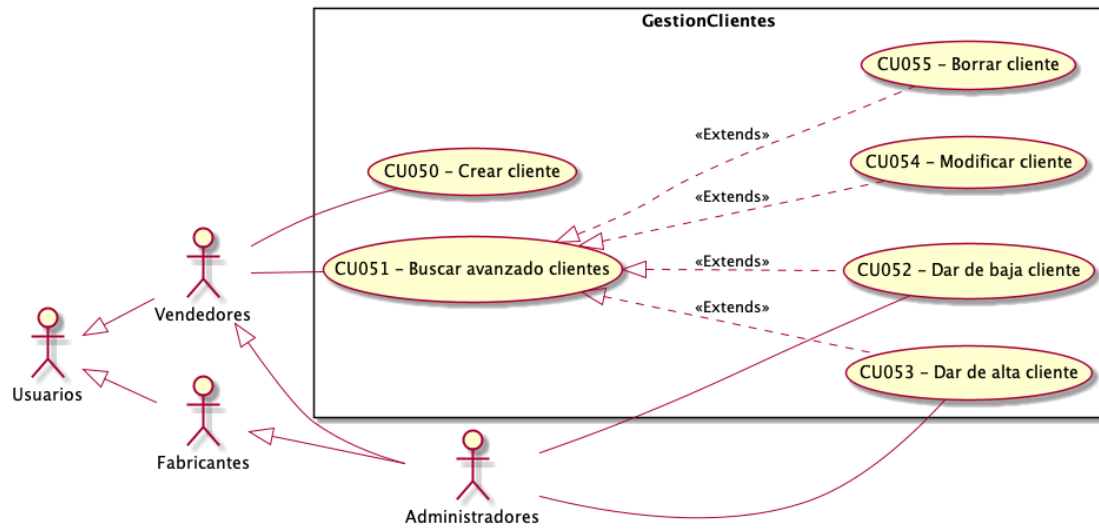 GestionClientes
CU055 – Borrar cliente
«Extends»
CU054 – Modificar cliente
CU050 – Crear cliente
«Extends»
CU051 – Buscar avanzado clientes
«Extends»
CU052 – Dar de baja cliente
«Extends»
Vendedores
CU053 – Dar de alta cliente
Usuarios
Fabricantes
Administradores